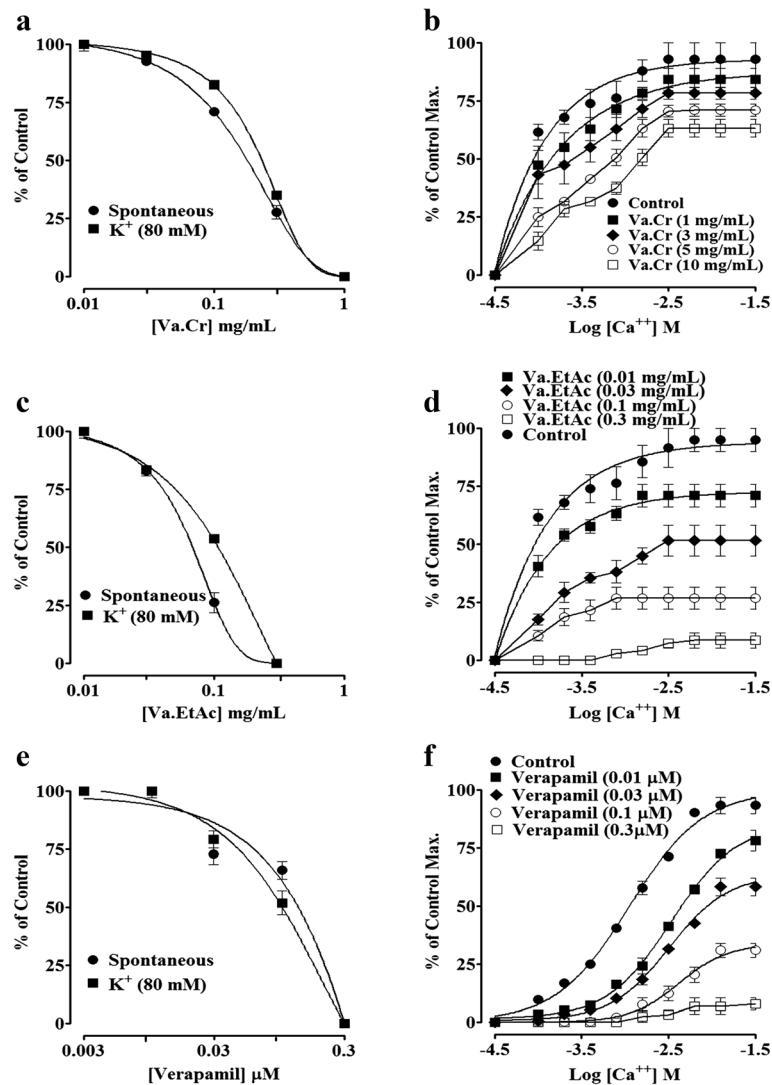 a
100
75
50
25
0
% of Control
Spontaneous
K+ (80 mM)
0.01
0.1
1
[Va.Cr] mg/mL
b
100
75
50
25
0
% of Control Max.
Control
Va.Cr (1 mg/mL)
Va.Cr (3 mg/mL)
Va.Cr (5 mg/mL)
Va.Cr (10 mg/mL)
-4.5
-3.5
-2.5
-1.5
Log [Ca++] M
c
100
75
50
25
0
% of Control
Spontaneous
K+ (80 mM)
0.01
0.1
1
[Va.EtAc] mg/mL
d
Va.EtAc (0.01 mg/mL)
Va.EtAc (0.03 mg/mL)
Va.EtAc (0.1 mg/mL)
Va.EtAc (0.3 mg/mL)
Control
100
75
50
25
0
% of Control Max.
-4.5
-3.5
-2.5
-1.5
Log [Ca++] M
e
100
75
50
25
0
% of Control
Spontaneous
K+ (80 mM)
0.003
0.03
0.3
[Verapamil] µM
f
Control
Verapamil (0.01 µM)
Verapamil (0.03 µM)
Verapamil (0.1 µM)
Verapamil (0.3µM)
100
75
50
25
0
% of Control Max.
-4.5
-3.5
-2.5
-1.5
Log [Ca++] M